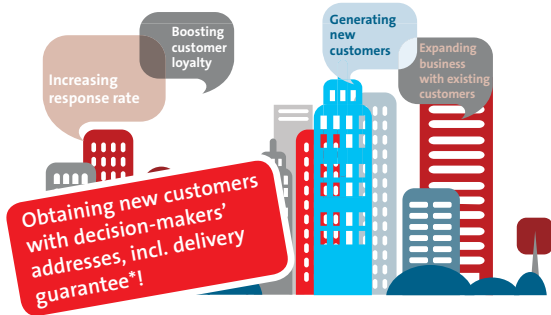 Increasing
response rate
Boosting
customer
loyalty
Generating
new
customers
Expanding
business
with existing
customers
Obtaining new customers
with decision-makers'
addresses, incl. delivery
guarantee*!